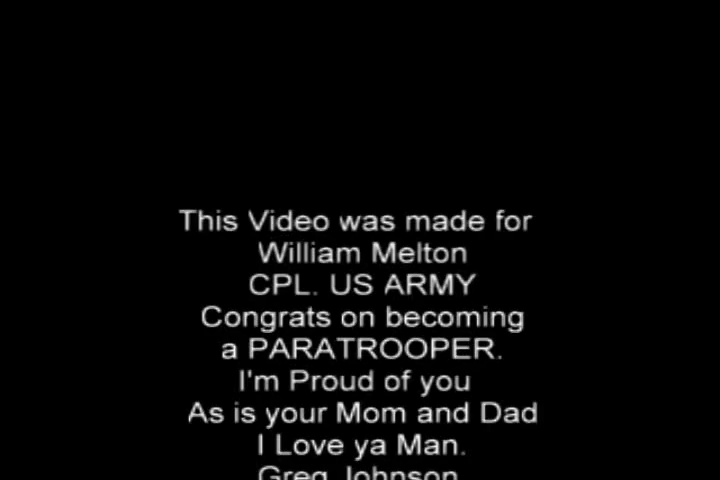 This Video was made for
William Melton
CPL. US ARMY
Congrats on becoming
a PARATROOPER.
I'm Proud of you
As is your Mom and Dad
I Love ya Man.
Greg Johnson